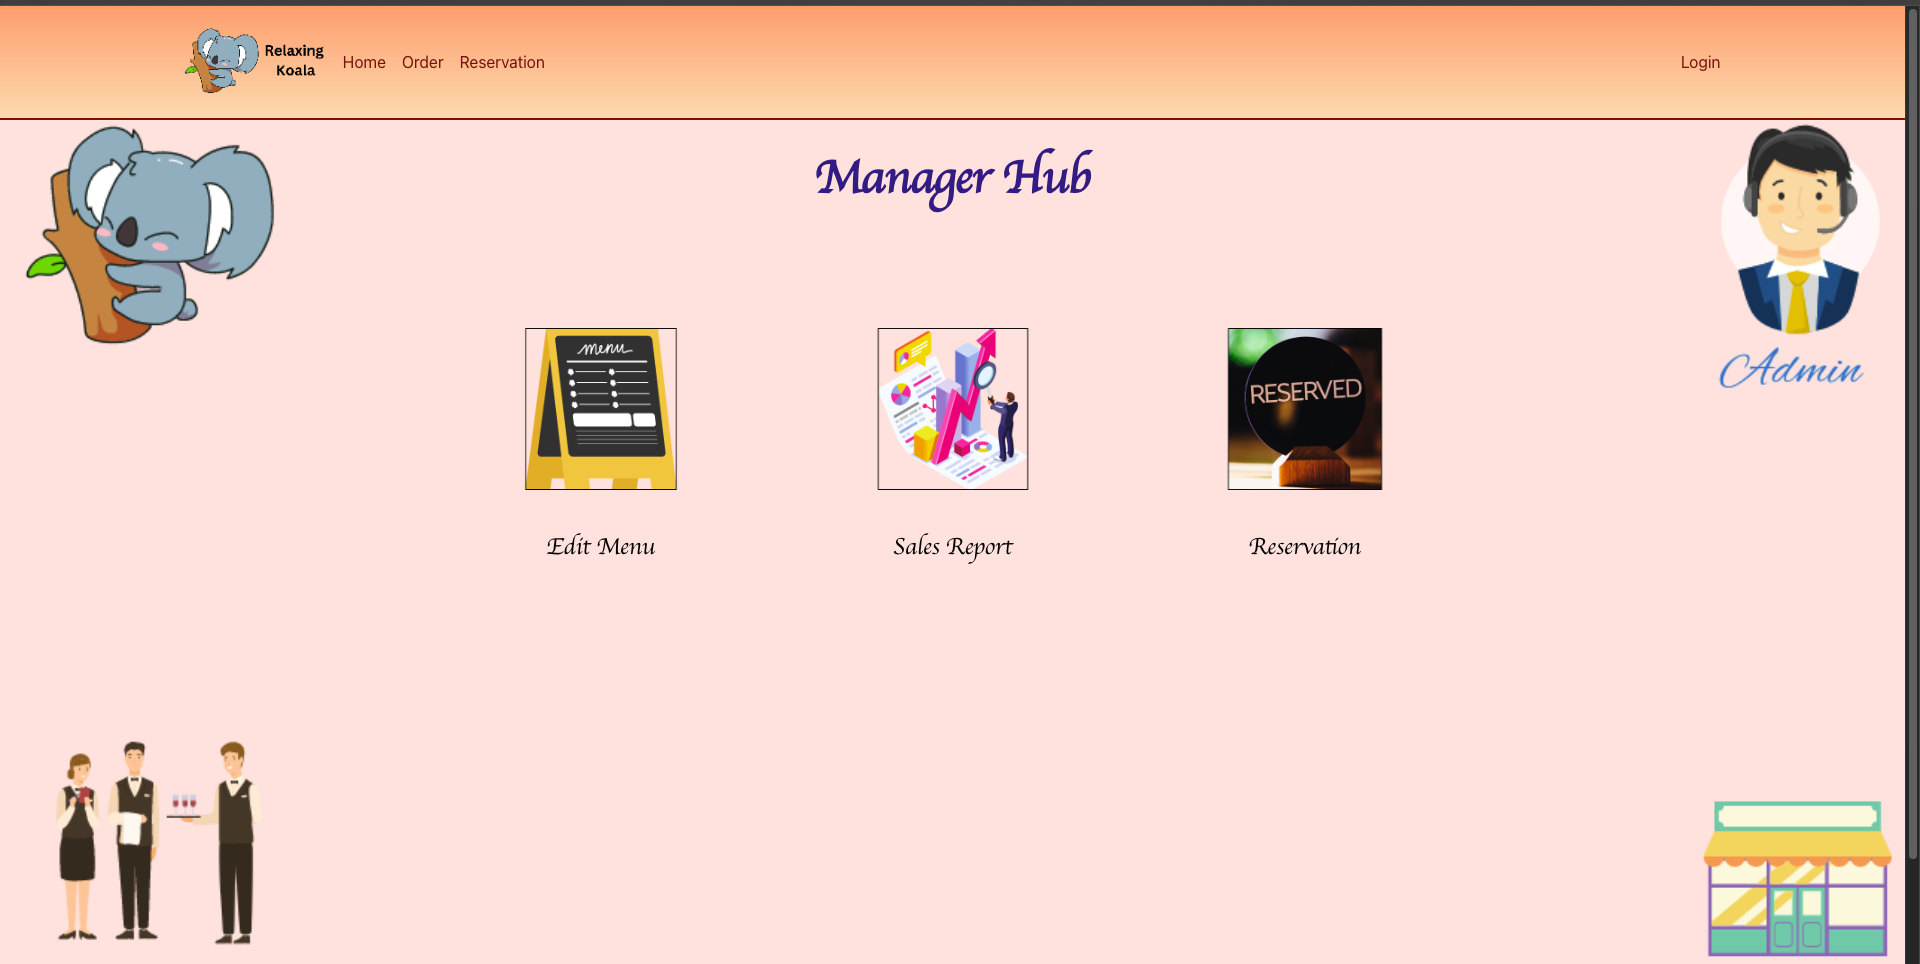 Relaxing
Koala
Home Order Reservation
Login
Manager Hub
Admin
menu
RESERVED
Edit Menu
Sales Report
Reservation